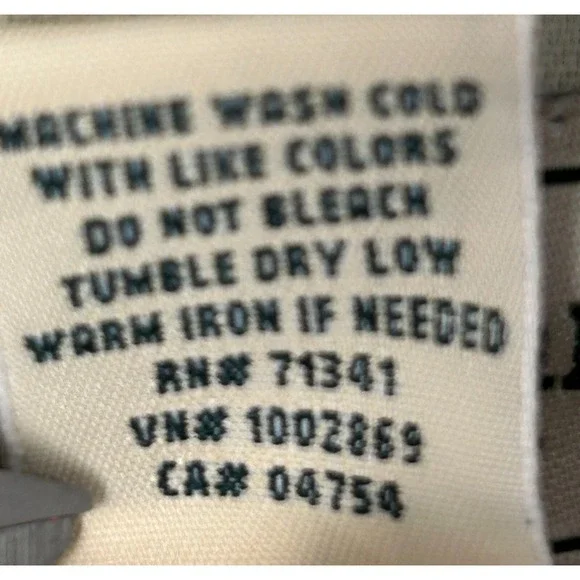 MACHINE WASH COLD
WITH LIKE COLORS
DO NOT BLEACH
TUMBLE DRY LOW
WARM IRON IF NEEDED
RN# 71341
VN# 1002869
CA# 04754